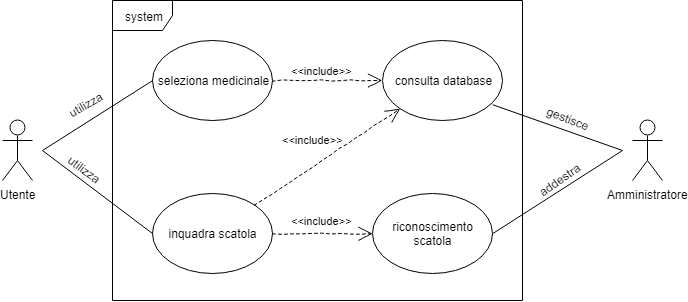 system
seleziona medicinale
<<include>>
consulta database
utilizza
gestisce
<<include>>
utilizza
addestra
Utente
Amministratore
inquadra scatola
<<include>>
riconoscimento
scatola